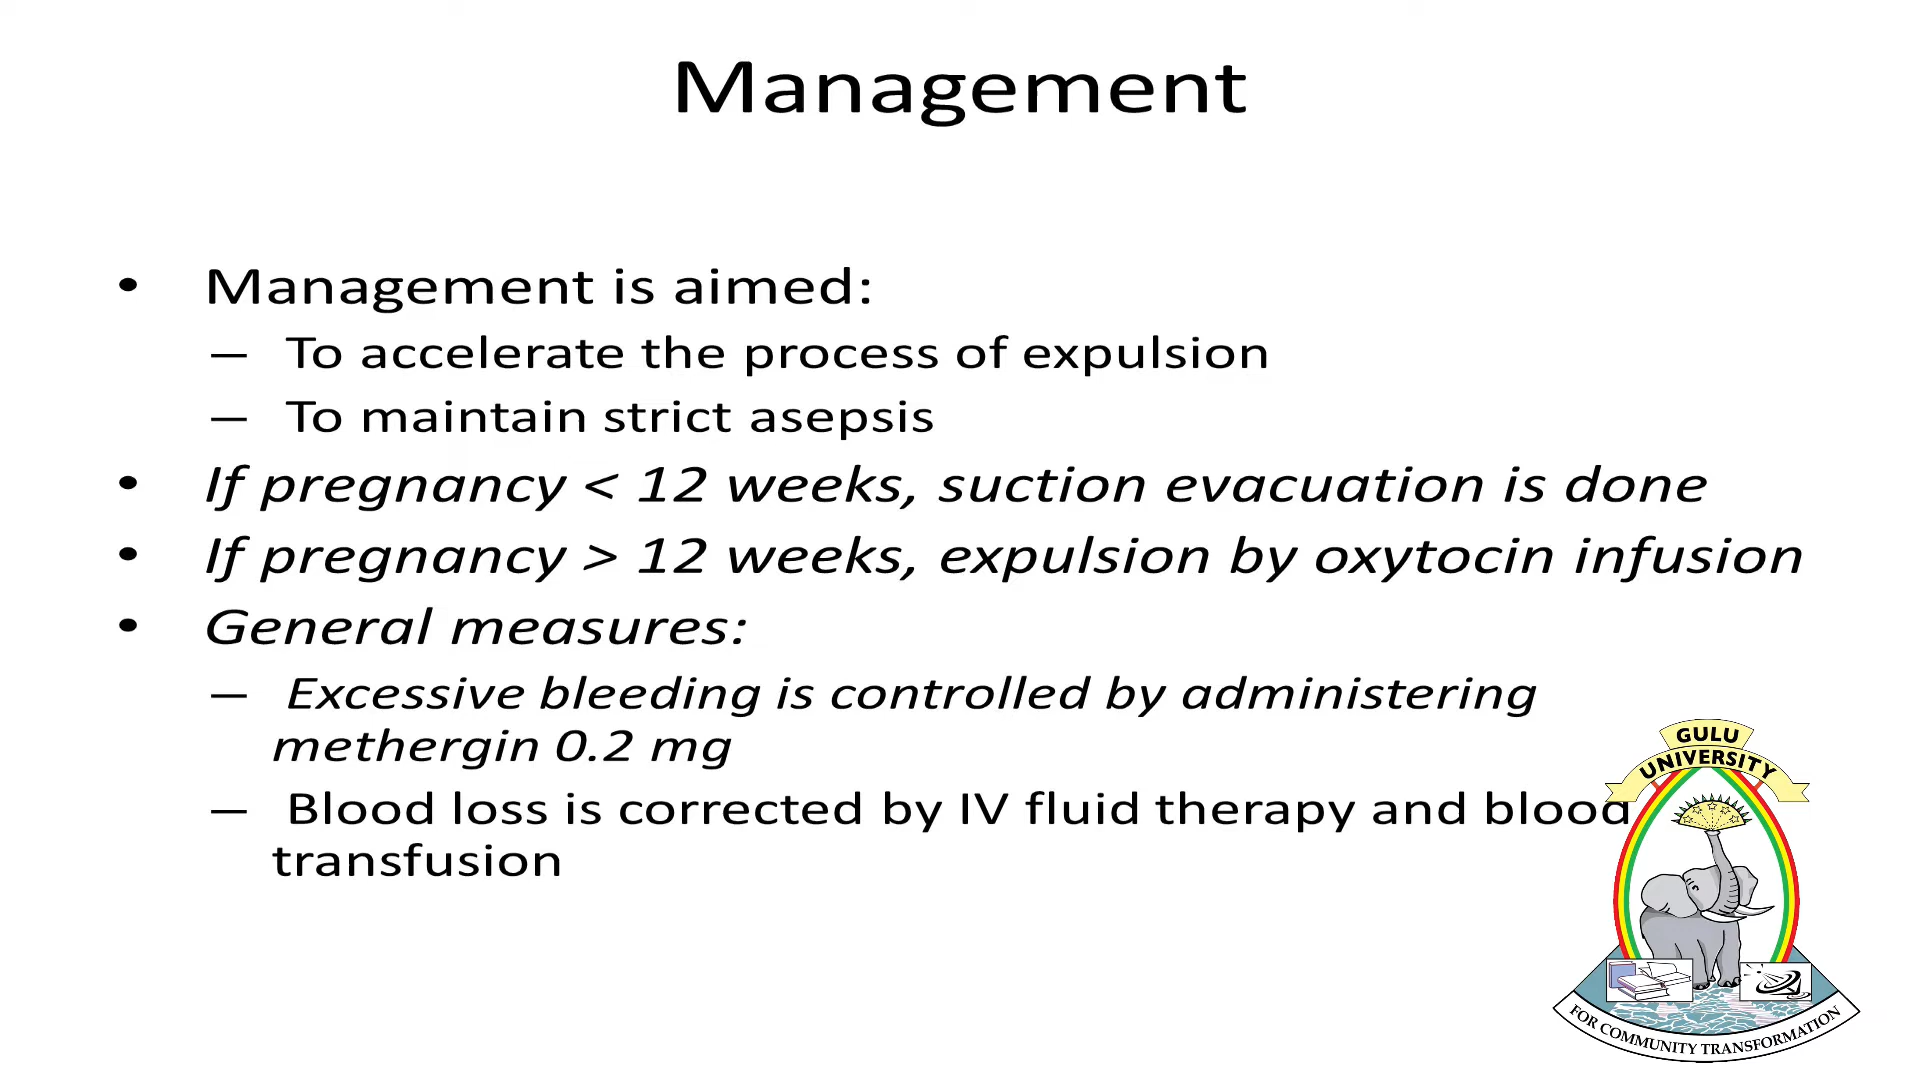 Management
• Management is aimed:
– To accelerate the process of expulsion
– To maintain strict asepsis
• If pregnancy < 12 weeks, suction evacuation is done
• If pregnancy > 12 weeks, expulsion by oxytocin infusion
• General measures:
– Excessive bleeding is controlled by administering
methergin 0.2 mg
– Blood loss is corrected by IV fluid therapy and blood
transfusion
GULU
UNIVERSITY
FOR COMMUNITY TRANSFORMATION